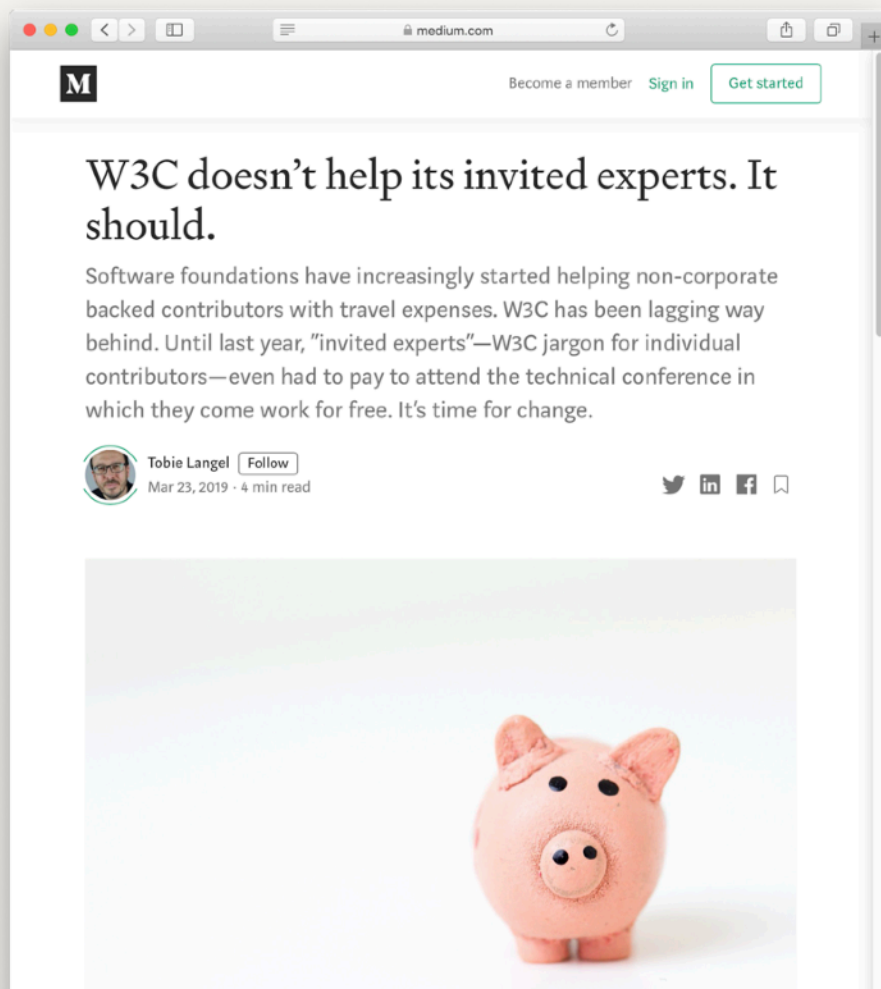 medium.com
M
Become a member Sign in Get started
W3C doesn’t help its invited experts. It
should.
Software foundations have increasingly started helping non-corporate
backed contributors with travel expenses. W3C has been lagging way
behind. Until last year, ”invited experts”—W3C jargon for individual
contributors—even had to pay to attend the technical conference in
which they come work for free. It’s time for change.
Tobie Langel Follow
Mar 23, 2019 · 4 min read
in f